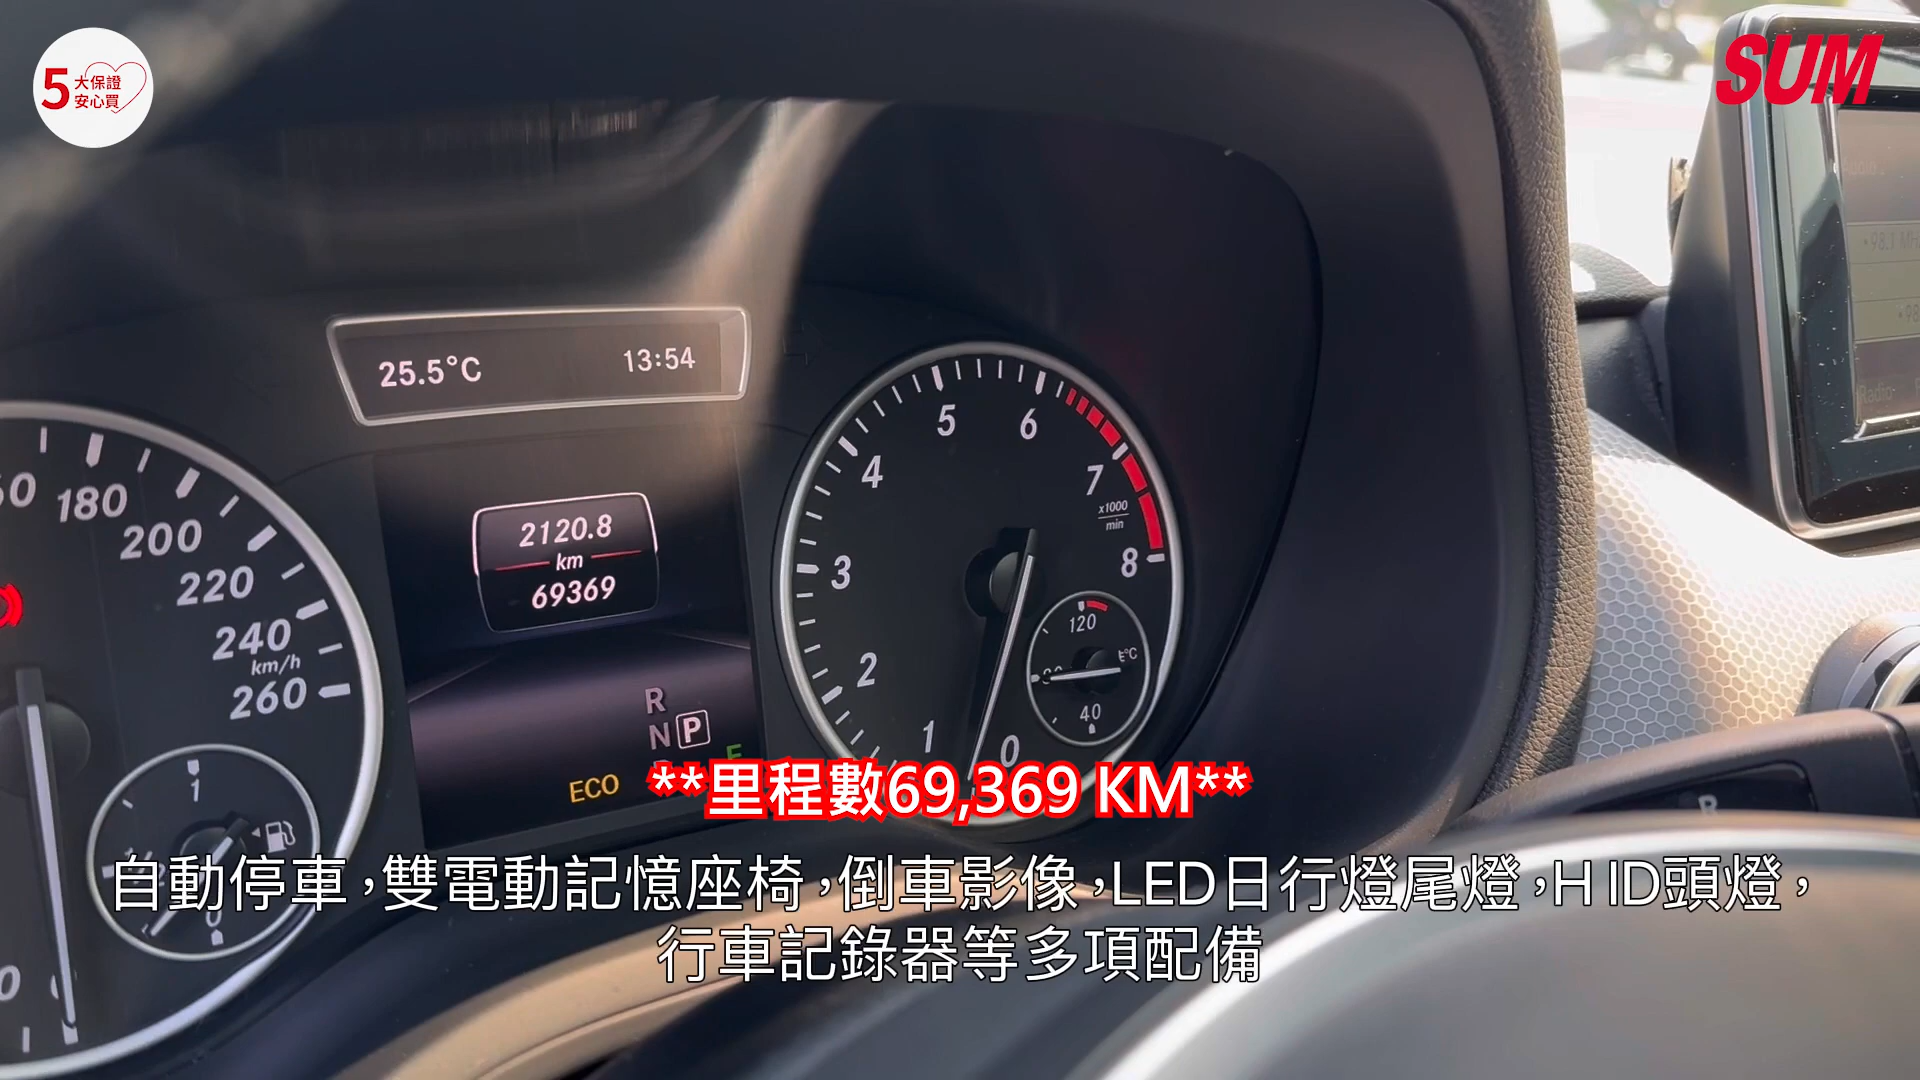 5 大保證
安心買
SUM
25.5°C 13:54
2120.8
km
69369
R
N P
ECO E
180
200
220
240
km/h
260
1
0
1
2
3
4
5
6
7
8
x1000
min
0
120
°C
40
R
**里程數69,369 KM**
自動停車,雙電動記憶座椅,倒車影像,LED日行燈尾燈,HID頭燈,
行車記錄器等多項配備